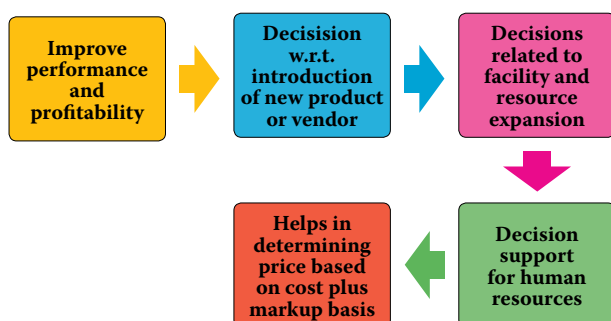 Improve
performance
and
profitability
Decisision
w.r.t.
introduction
of new product
or vendor
Decisions
related to
facility and
resource
expansion
Decision
support
for human
resources
Helps in
determining
price based
on cost plus
markup basis